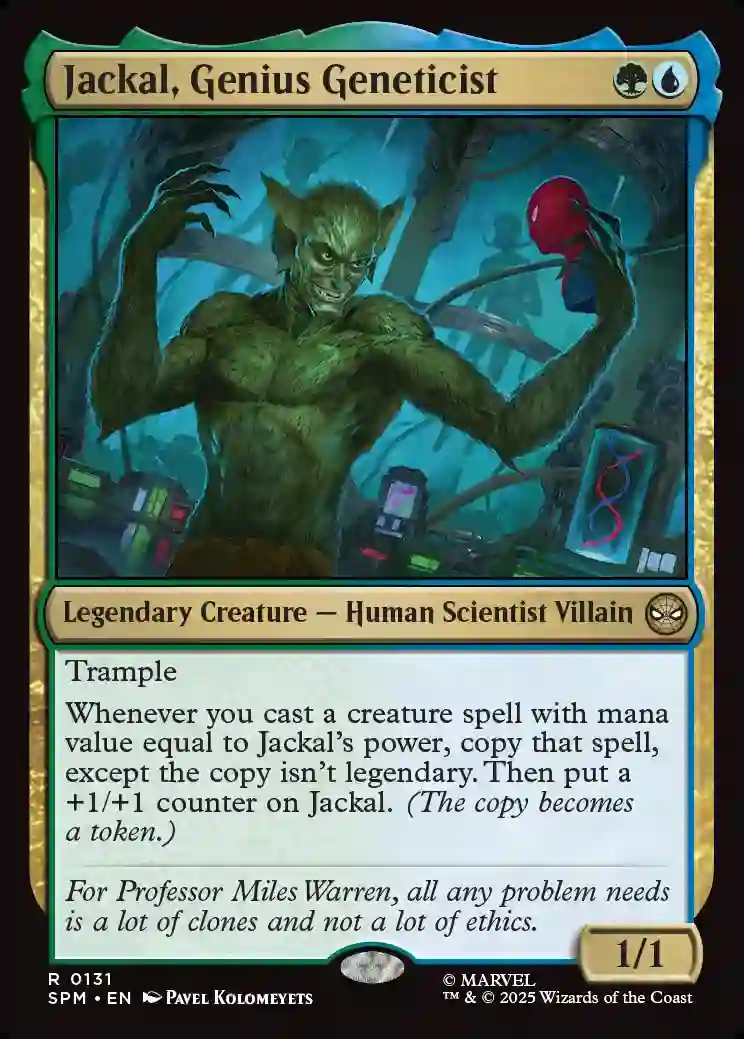 Jackal, Genius Geneticist
Legendary Creature — Human Scientist Villain
Trample
Whenever you cast a creature spell with mana
value equal to Jackal's power, copy that spell,
except the copy isn't legendary. Then put a
+1/+1 counter on Jackal. (The copy becomes
a token.)
For Professor Miles Warren, all any problem needs
is a lot of clones and not a lot of ethics.
1/1
R 0131
SPM • EN Pavel Kolomeyets
© MARVEL
™ & © 2025 Wizards of the Coast